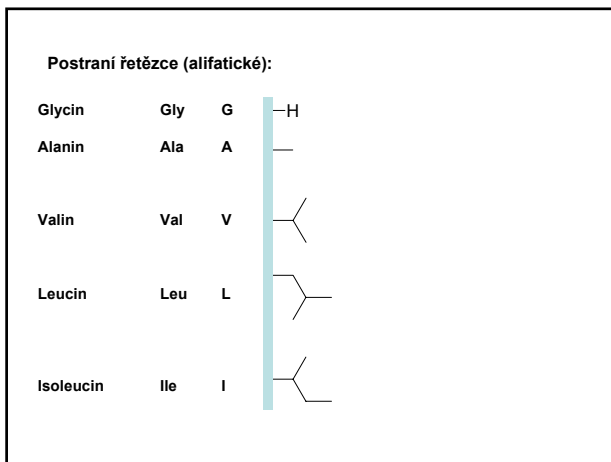 Postraní řetězce (alifatické):
Glycin Gly G H
Alanin Ala A
Valin Val V
Leucin Leu L
Isoleucin Ile I